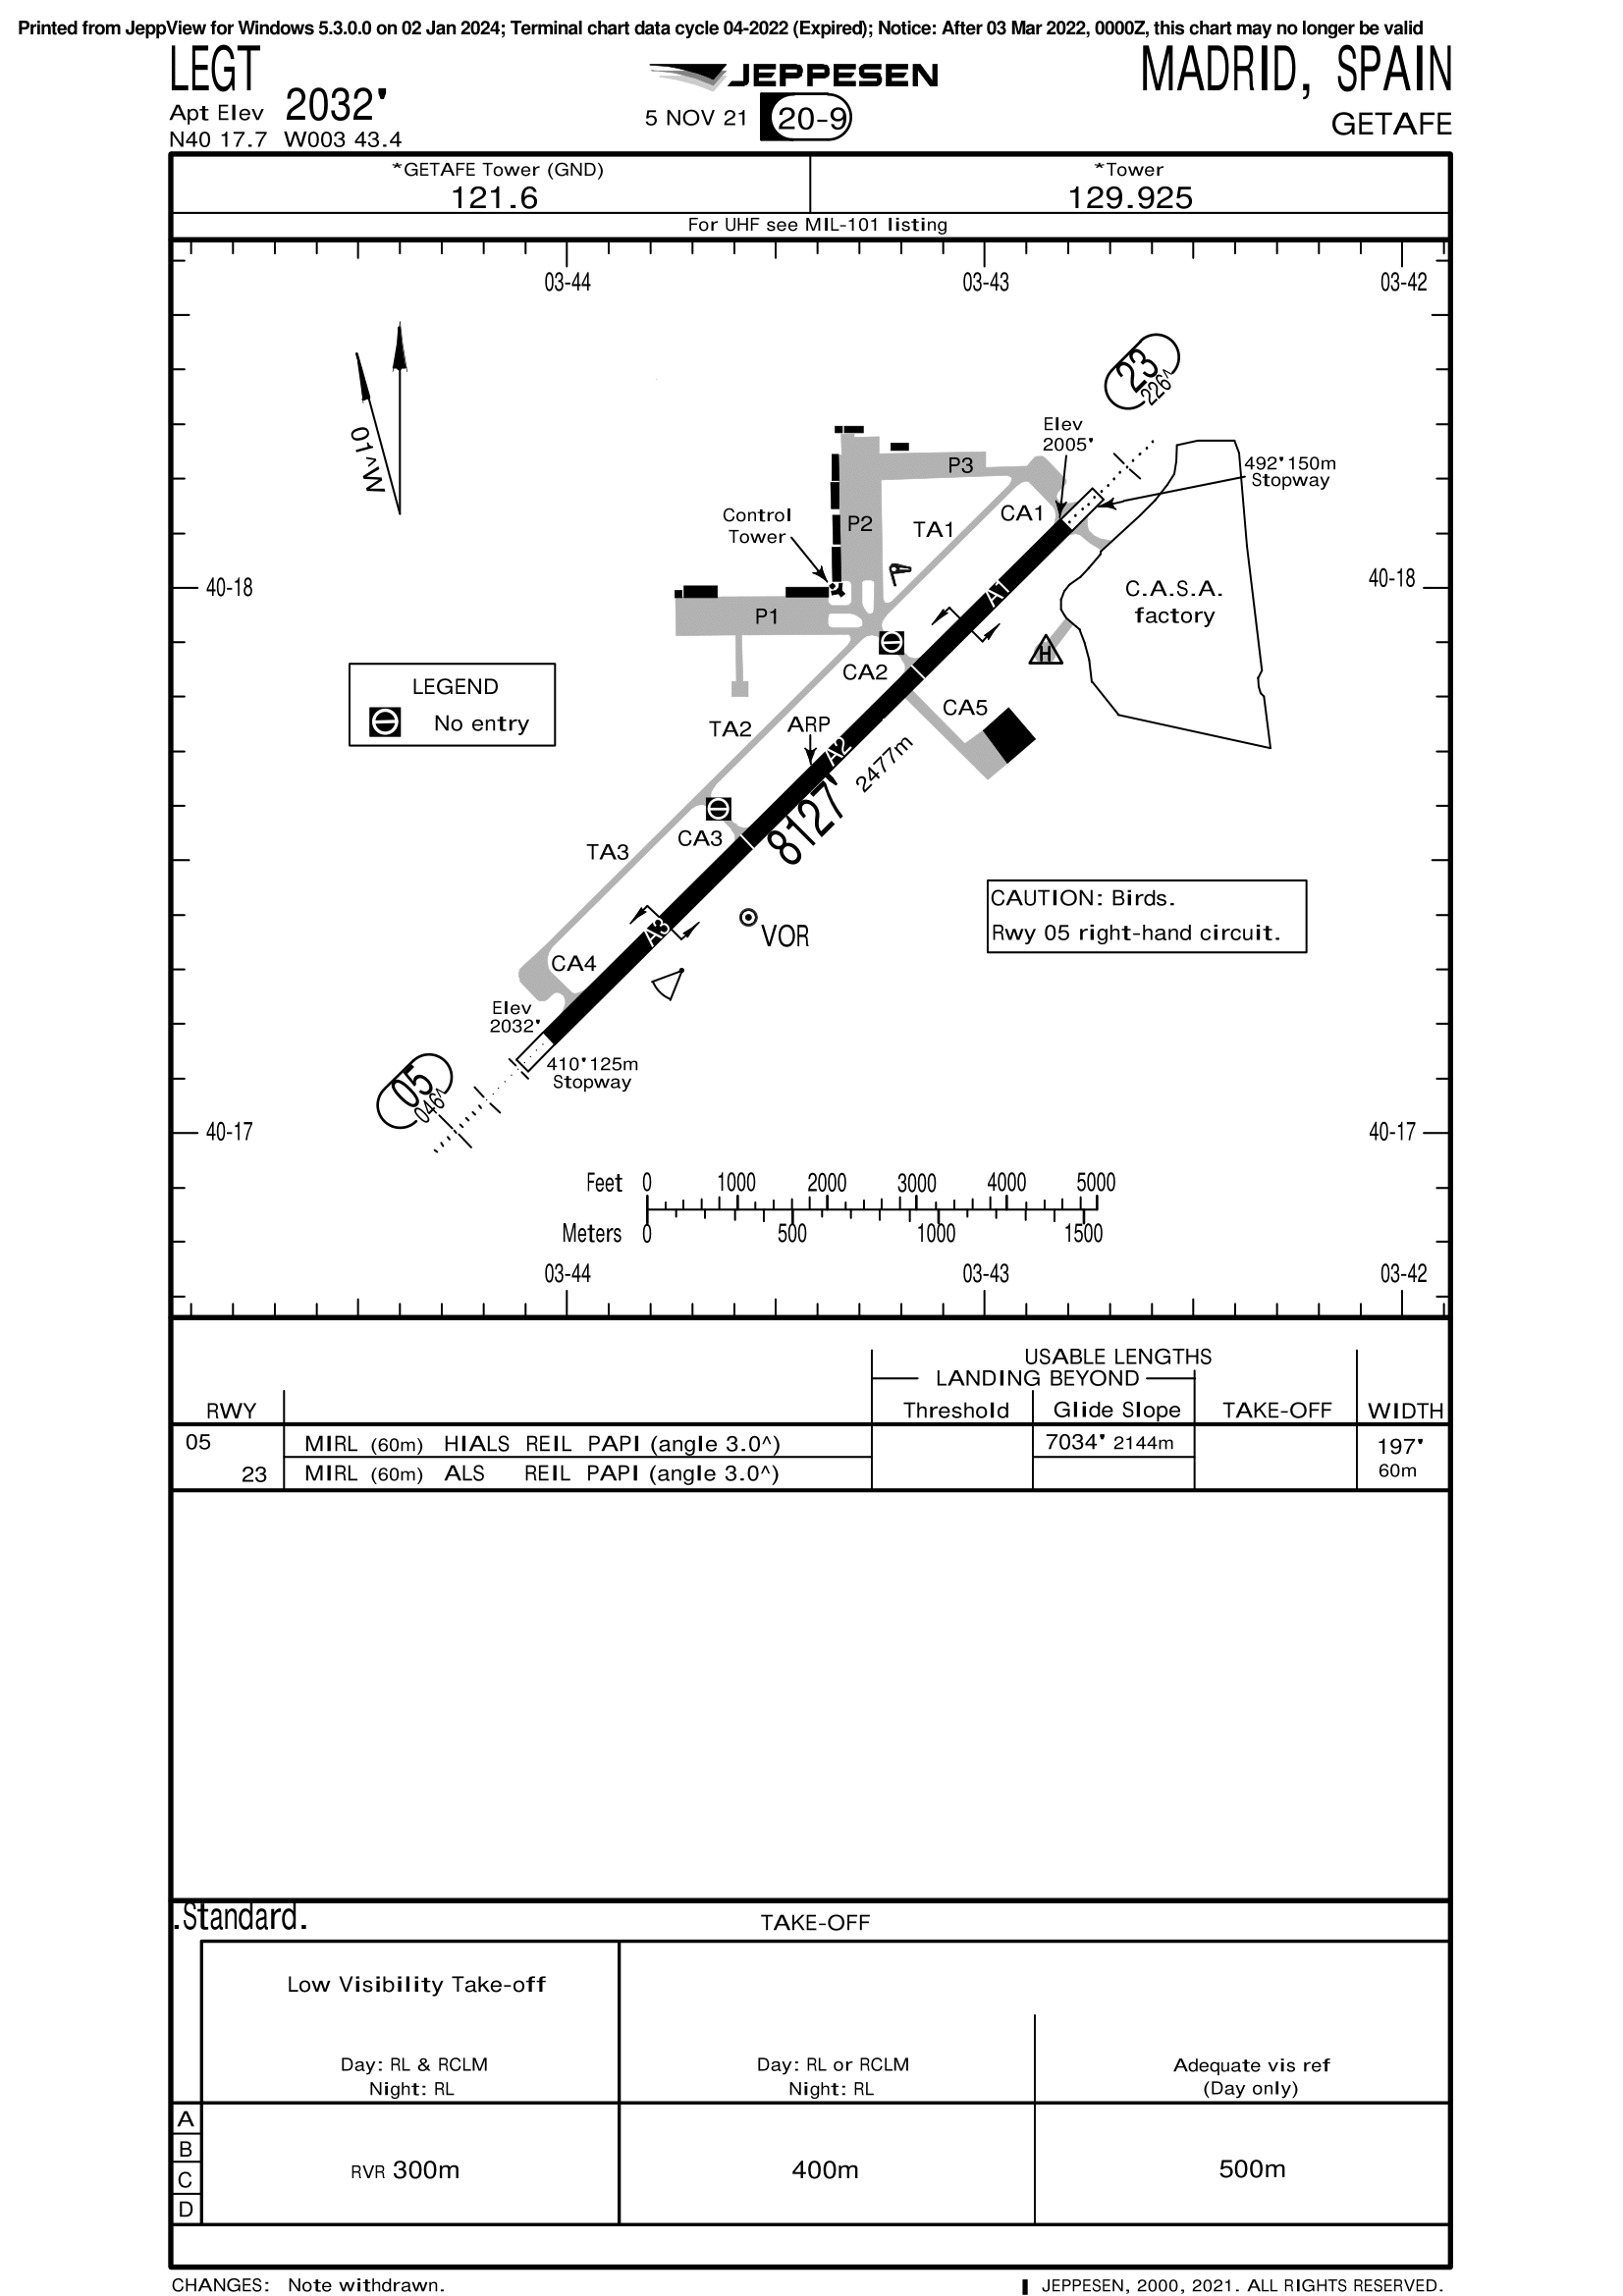 Printed from JeppView for Windows 5.3.0.0 on 02 Jan 2024; Terminal chart data cycle 04-2022 (Expired); Notice: After 03 Mar 2022, 0000Z, this chart may no longer be valid
LEGT
JEPPESEN
MADRID, SPAIN
Apt Elev 2032'
5 NOV 21
20-9
GETAFE
N40 17.7 W003 43.4
*GETAFE Tower (GND)
121.6
*Tower
129.925
For UHF see MIL-101 listing
03-44
03-43
03-42
01^W
23
226^
Elev
2005'
492' 150m
Stopway
P3
CA1
Control
Tower
P2
TA1
40-18
40-18
A1
C.A.S.A.
factory
P1
H
CA2
LEGEND
No entry
CA5
TA2
ARP
A2
2477m
8127'
CA3
TA3
CAUTION: Birds.
Rwy 05 right-hand circuit.
A3
VOR
CA4
Elev
2032'
410' 125m
Stopway
05
046^
40-17
40-17
Feet 0 1000 2000 3000 4000 5000
Meters 0 500 1000 1500
03-44
03-43
03-42
USABLE LENGTHS
LANDING BEYOND
RWY
Threshold
Glide Slope
TAKE-OFF
WIDTH
05
MIRL (60m) HIALS REIL PAPI (angle 3.0^)
7034' 2144m
197'
23
MIRL (60m) ALS REIL PAPI (angle 3.0^)
60m
.Standard.
TAKE-OFF
Low Visibility Take-off
Day: RL & RCLM
Night: RL
Day: RL or RCLM
Night: RL
Adequate vis ref
(Day only)
A
B
C
D
RVR 300m
400m
500m
CHANGES: Note withdrawn.
JEPPESEN, 2000, 2021. ALL RIGHTS RESERVED.